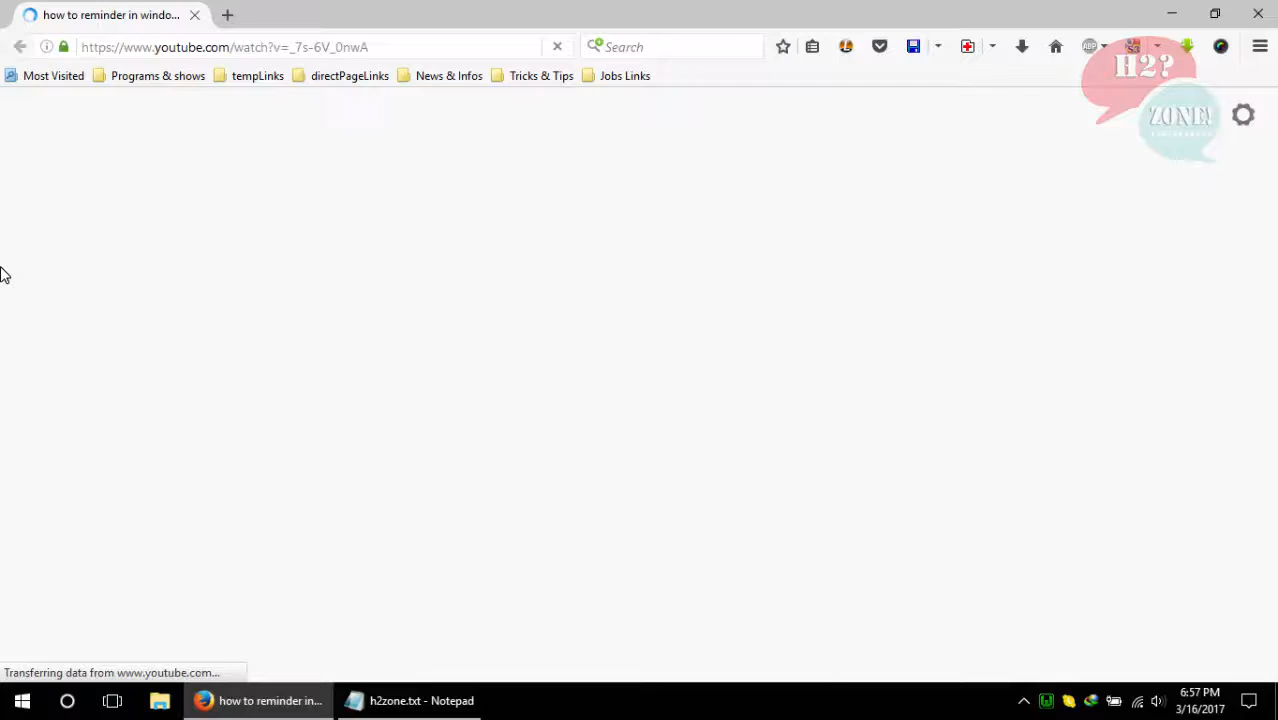 how to reminder in windo...
https://www.youtube.com/watch?v=_7s-6V_0nwA
Search
ABP
Most Visited
Programs & shows
tempLinks
directPageLinks
News & Infos
Tricks & Tips
Jobs Links
H2?
ZONE!
Transferring data from www.youtube.com...
how to reminder in...
h2zone.txt - Notepad
6:57 PM
3/16/2017